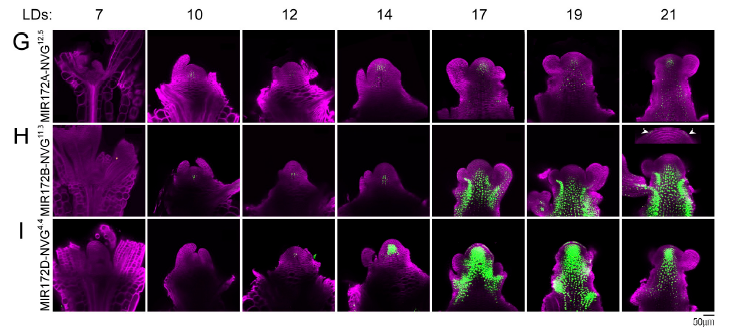 LDs: 7 10 12 14 17 19 21
G MIR172A-NVG12.5
H MIR172B-NVG11.3
I MIR172D-NVG4.4
50µm